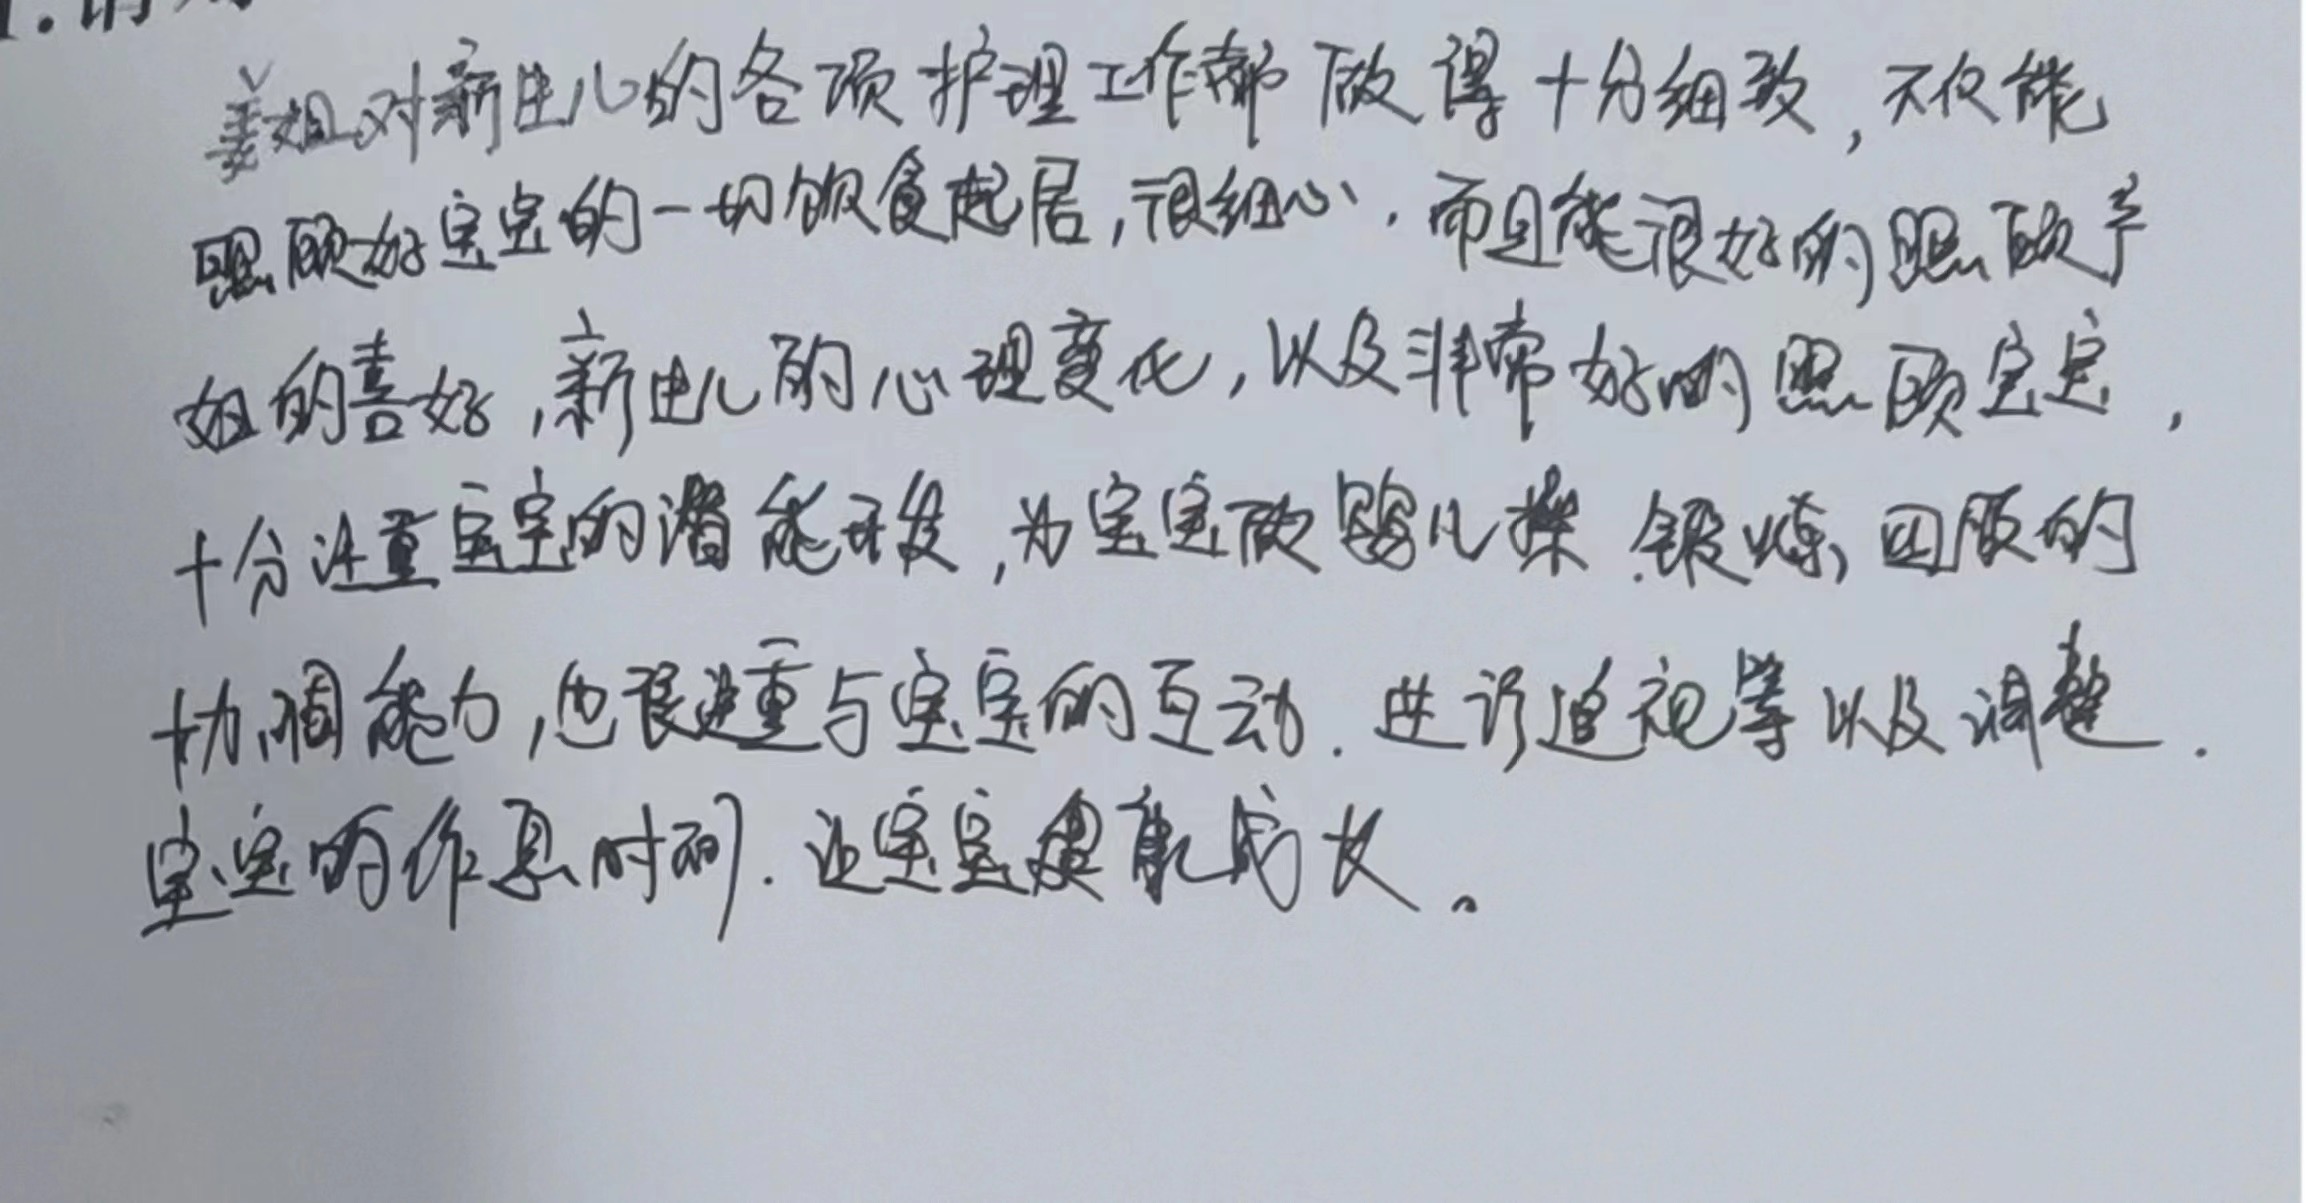 姜姐对新生儿的各项护理工作都做得十分细致,不仅能
照顾好宝宝的一切饮食起居,很细心,而且能很好的照顾产
妇的喜好,新生儿的心理变化,以及非常好的照顾宝宝,
十分注重宝宝的潜能开发,为宝宝做婴儿操.锻炼,四肢的
协调能力,也很注重与宝宝的互动.进行追视等以及调整.
宝宝的作息时间.让宝宝健康成长。